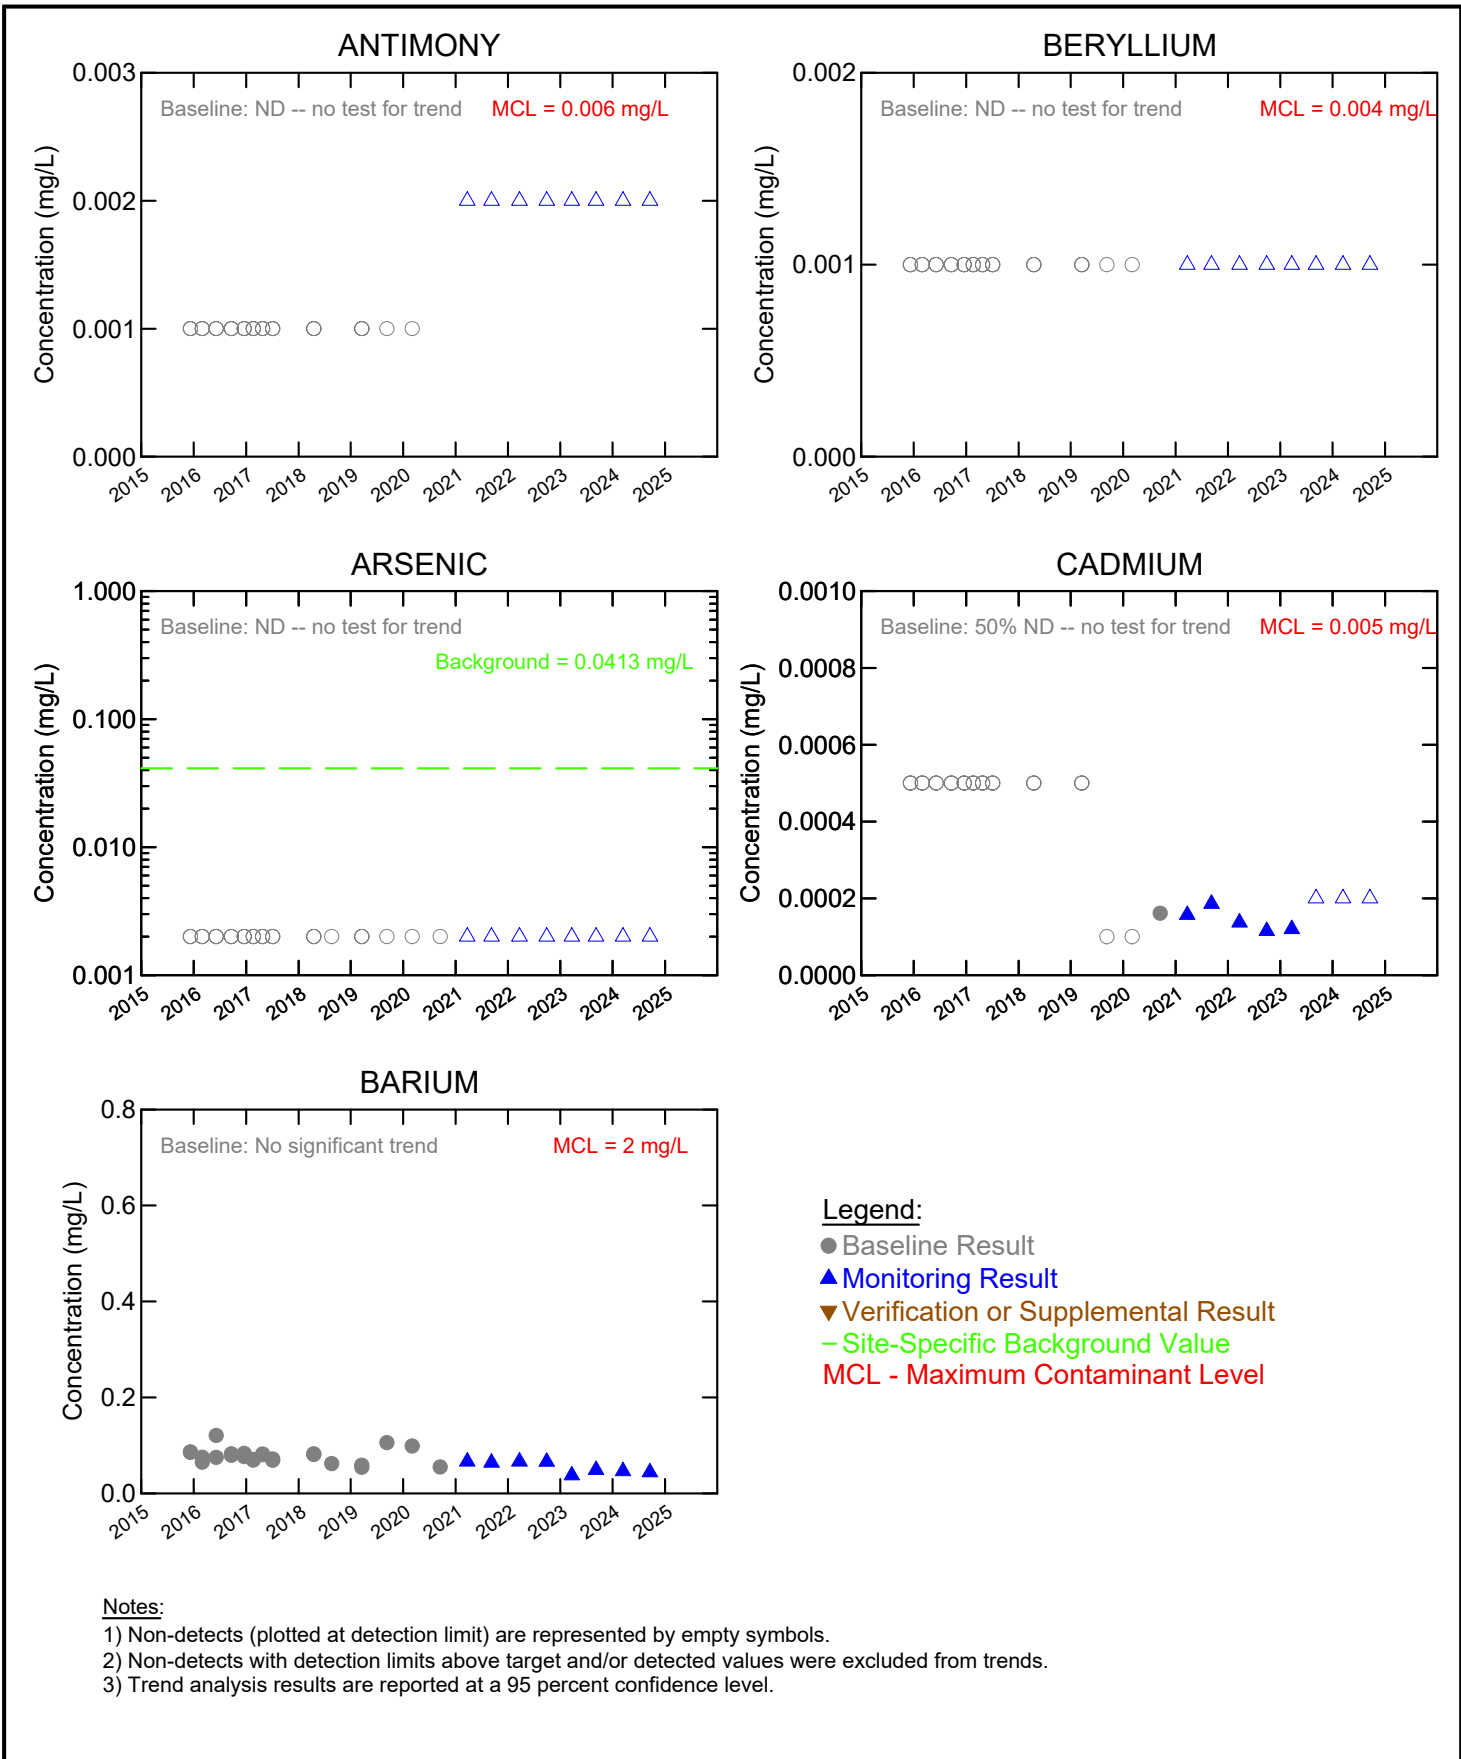 ANTIMONY
0.003
Baseline: ND -- no test for trend
MCL = 0.006 mg/L
0.002
0.001
0.000
Concentration (mg/L)
2015 2016 2017 2018 2019 2020 2021 2022 2023 2024 2025
BERYLLIUM
0.002
Baseline: ND -- no test for trend
MCL = 0.004 mg/L
0.001
0.000
Concentration (mg/L)
2015 2016 2017 2018 2019 2020 2021 2022 2023 2024 2025
ARSENIC
1.000
Baseline: ND -- no test for trend
Background = 0.0413 mg/L
0.100
0.010
0.001
Concentration (mg/L)
2015 2016 2017 2018 2019 2020 2021 2022 2023 2024 2025
CADMIUM
0.0010
Baseline: 50% ND -- no test for trend
MCL = 0.005 mg/L
0.0008
0.0006
0.0004
0.0002
0.0000
Concentration (mg/L)
2015 2016 2017 2018 2019 2020 2021 2022 2023 2024 2025
BARIUM
0.8
Baseline: No significant trend
MCL = 2 mg/L
0.6
0.4
0.2
0.0
Concentration (mg/L)
2015 2016 2017 2018 2019 2020 2021 2022 2023 2024 2025
Legend:
Baseline Result
Monitoring Result
Verification or Supplemental Result
Site-Specific Background Value
MCL - Maximum Contaminant Level
Notes:
1) Non-detects (plotted at detection limit) are represented by empty symbols.
2) Non-detects with detection limits above target and/or detected values were excluded from trends.
3) Trend analysis results are reported at a 95 percent confidence level.